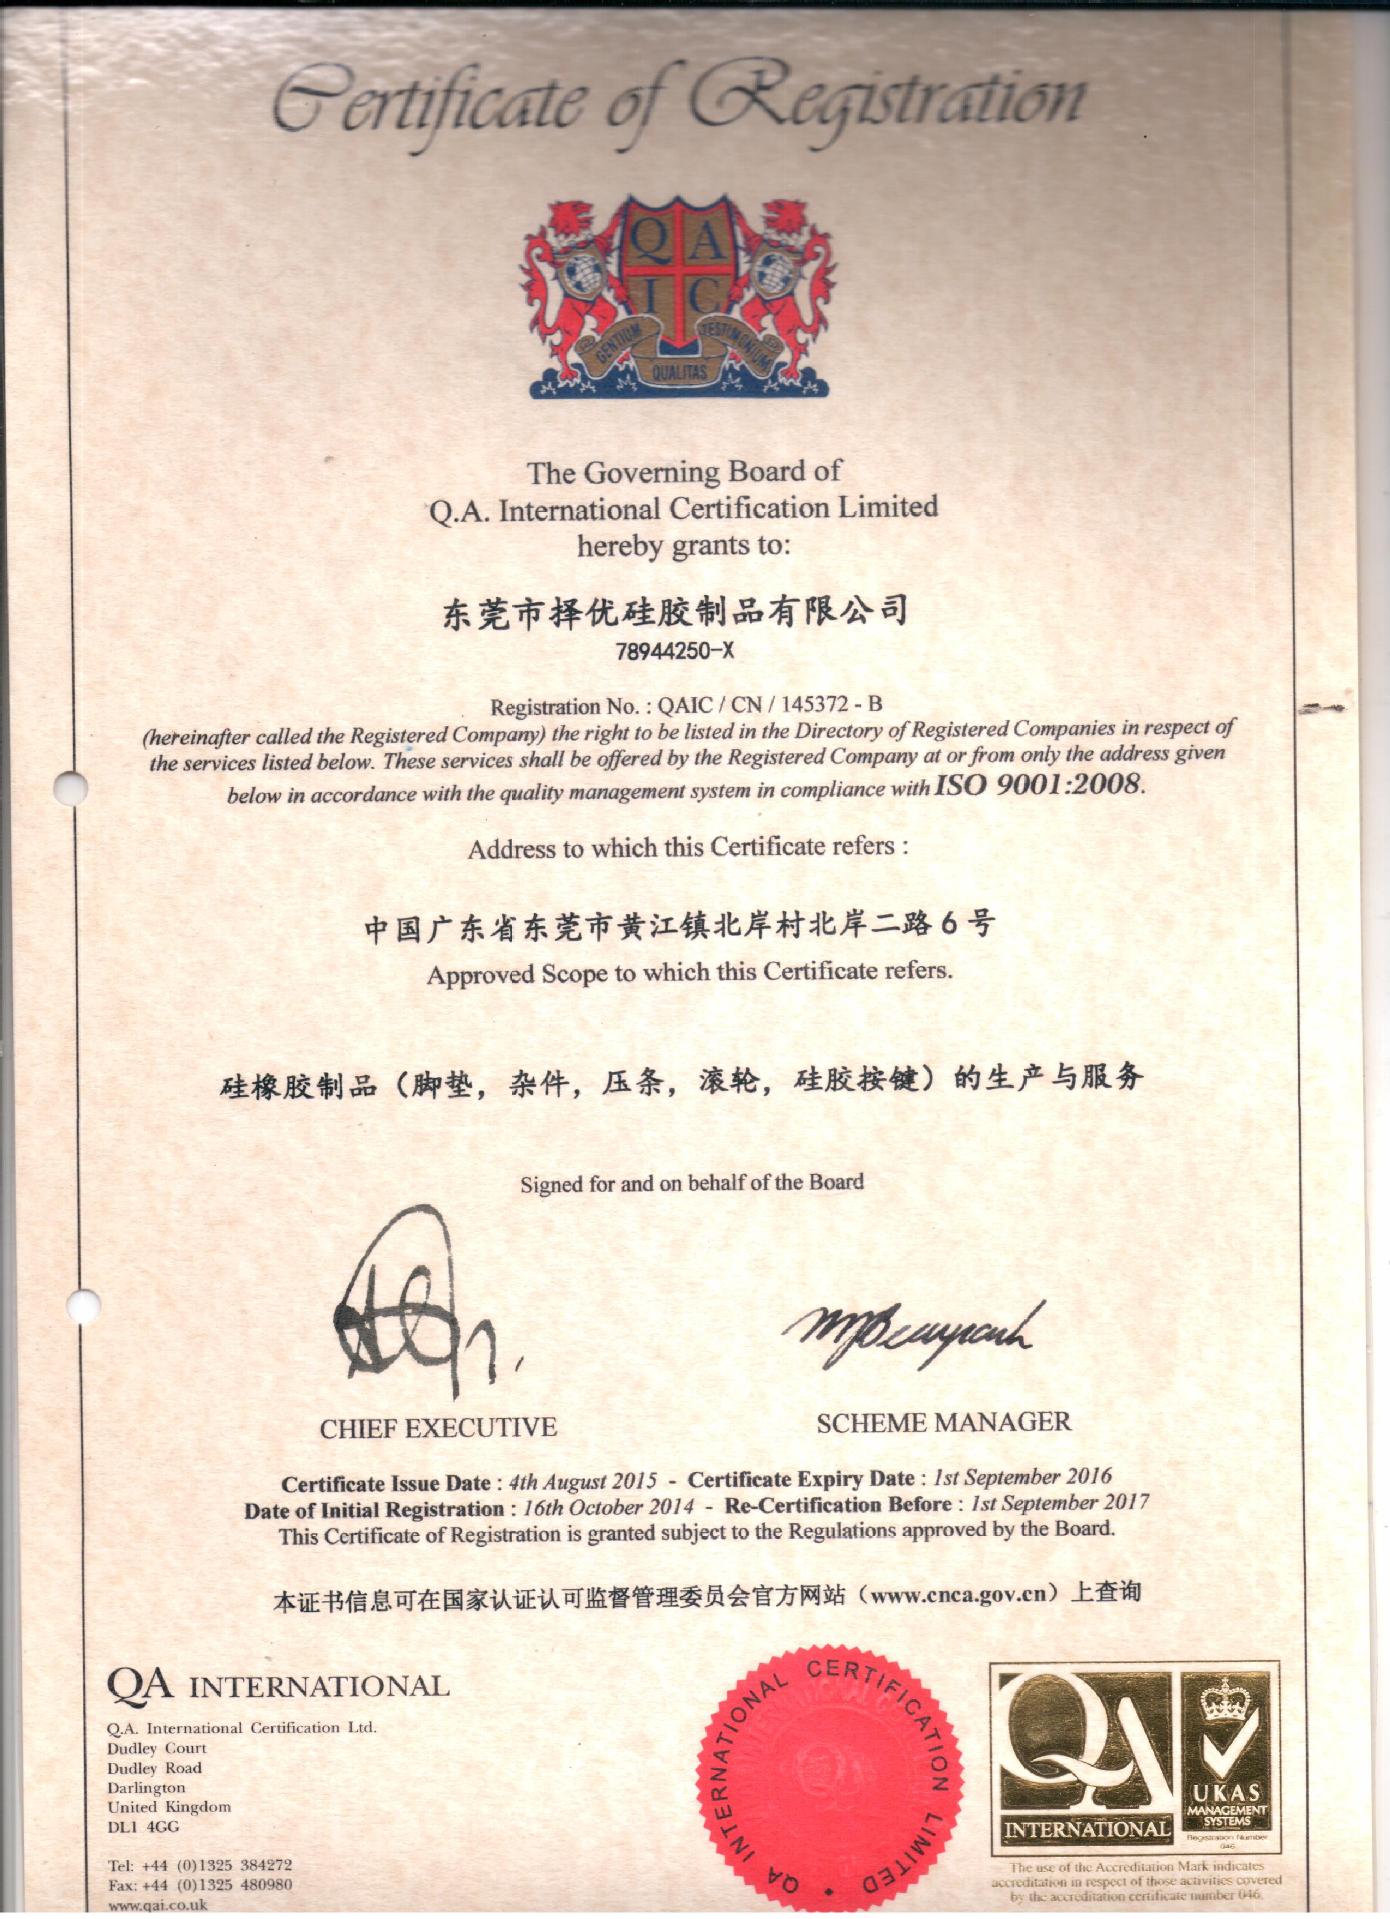 Certificate of Registration
Q A
I C
GENTIUM
QUALITAS
TESTIMONIUM
The Governing Board of
Q.A. International Certification Limited
hereby grants to:
东莞市择优硅胶制品有限公司
78944250-X
Registration No. : QAIC / CN / 145372 - B
(hereinafter called the Registered Company) the right to be listed in the Directory of Registered Companies in respect of
the services listed below. These services shall be offered by the Registered Company at or from only the address given
below in accordance with the quality management system in compliance with ISO 9001:2008.
Address to which this Certificate refers :
中国广东省东莞市黄江镇北岸村北岸二路6号
Approved Scope to which this Certificate refers.
硅橡胶制品（脚垫，杂件，压条，滚轮，硅胶按键）的生产与服务
Signed for and on behalf of the Board
CHIEF EXECUTIVE
SCHEME MANAGER
Certificate Issue Date : 4th August 2015 - Certificate Expiry Date : 1st September 2016
Date of Initial Registration : 16th October 2014 - Re-Certification Before : 1st September 2017
This Certificate of Registration is granted subject to the Regulations approved by the Board.
本证书信息可在国家认证认可监督管理委员会官方网站（www.cnca.gov.cn）上查询
QA INTERNATIONAL
Q.A. International Certification Ltd.
Dudley Court
Dudley Road
Darlington
United Kingdom
DL1 4GG
Tel: +44 (0)1325 384272
Fax: +44 (0)1325 480980
www.qai.co.uk
QA INTERNATIONAL CERTIFICATION LIMITED
QA
INTERNATIONAL
UKAS
MANAGEMENT
SYSTEMS
Registration Number
046
The use of the Accreditation Mark indicates
accreditation in respect of those activities covered
by the accreditation certificate number 046.